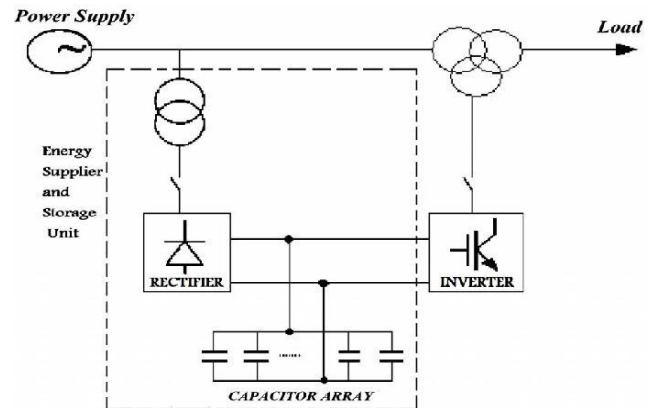 Power Supply
Load
Energy
Supplier
and
Storage
Unit
RECTIFIER
INVERTER
CAPACITOR ARRAY